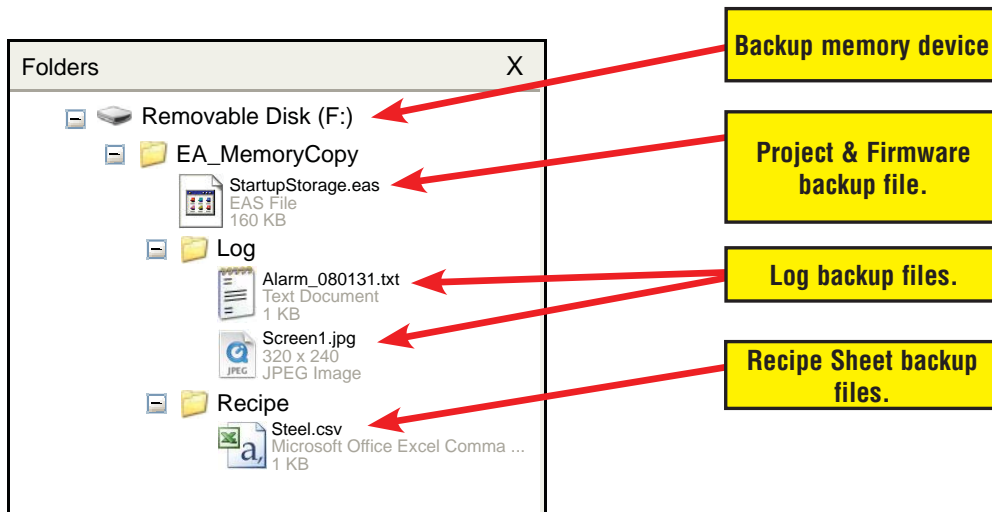 Backup memory device
Folders X
Removable Disk (F:)
EA_MemoryCopy
Project & Firmware
backup file.
StartupStorage.eas
EAS File
160 KB
Log
Log backup files.
Alarm_080131.txt
Text Document
1 KB
Screen1.jpg
320 x 240
JPEG Image
JPEG
Recipe Sheet backup
files.
Recipe
Steel.csv
Microsoft Office Excel Comma ...
1 KB
a,